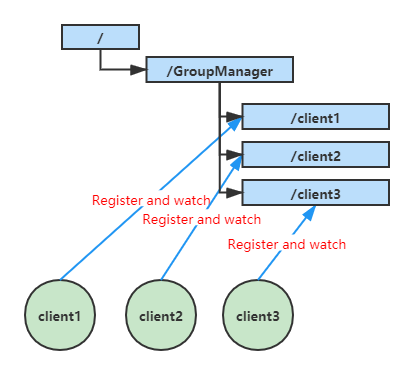 /
/GroupManager
/client1
/client2
/client3
Register and watch
Register and watch
Register and watch
client1
client2
client3